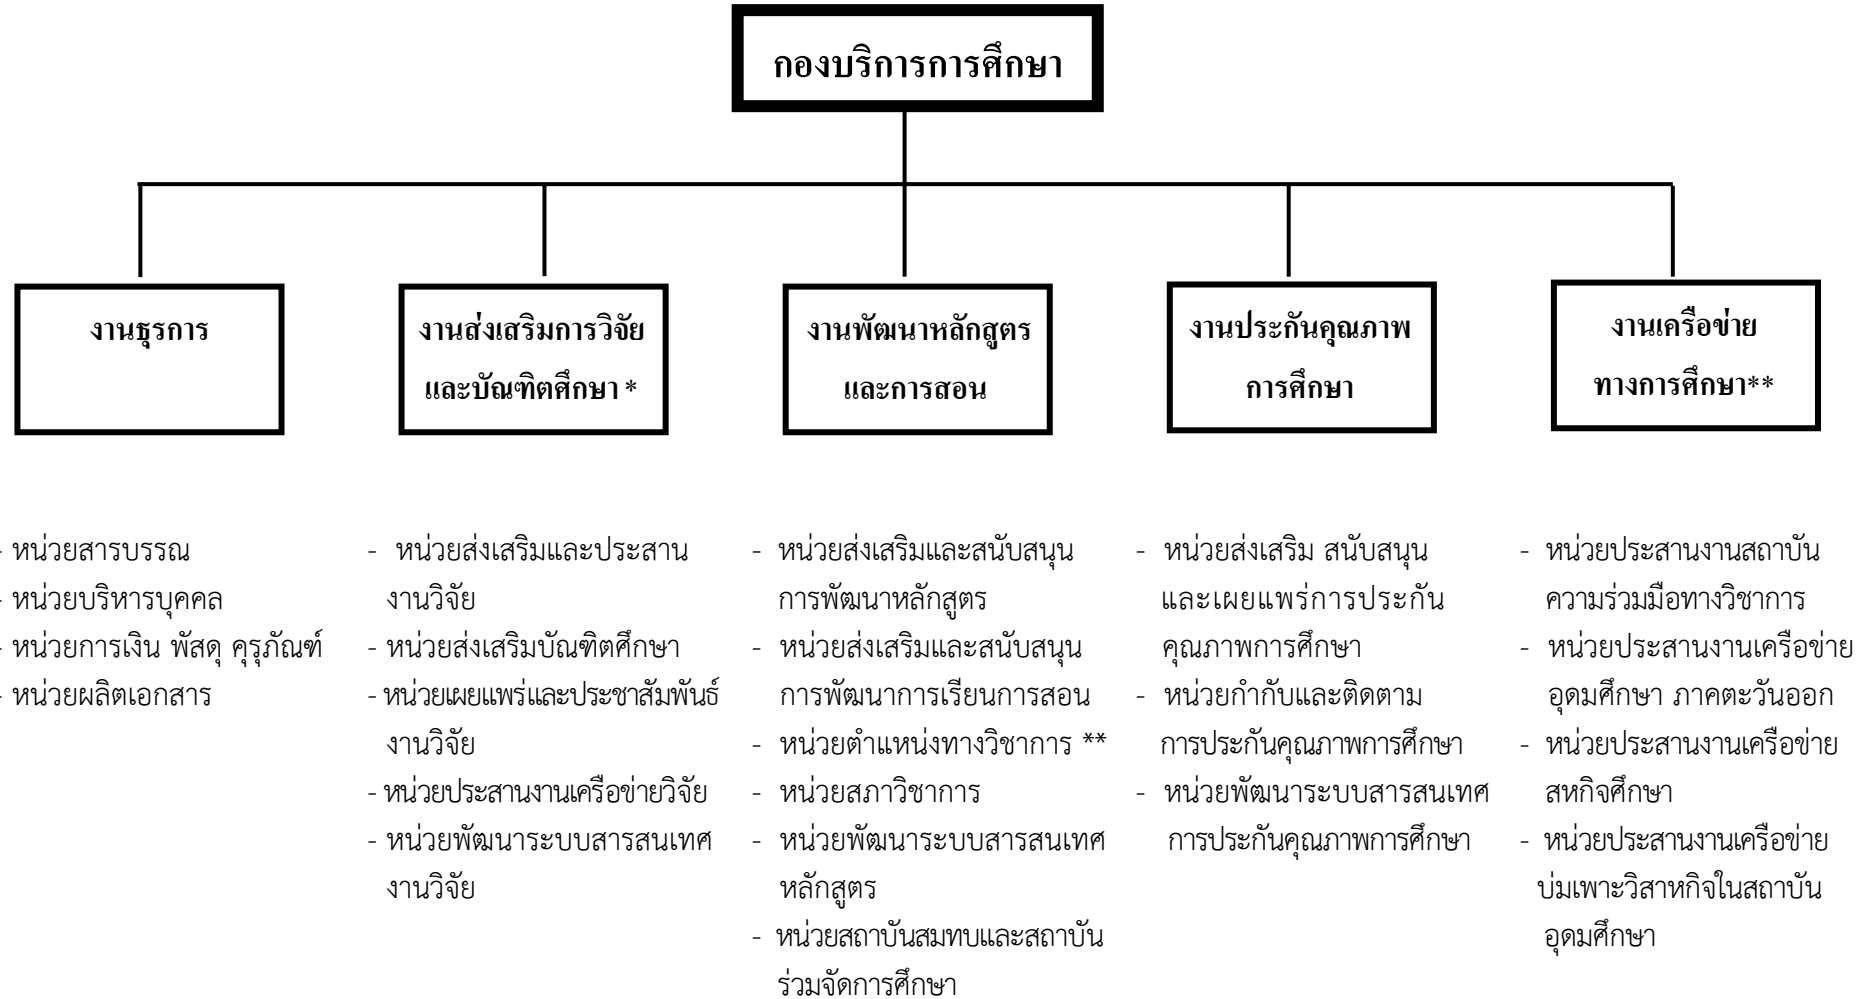 กองบริการการศึกษา
งานธุรการ
งานส่งเสริมการวิจัย
และบัณฑิตศึกษา *
งานพัฒนาหลักสูตร
และการสอน
งานประกันคุณภาพ
การศึกษา
งานเครือข่าย
ทางการศึกษา**
- หน่วยสารบรรณ
- หน่วยบริหารบุคคล
- หน่วยการเงิน พัสดุ คุรุภัณฑ์
- หน่วยผลิตเอกสาร
- หน่วยส่งเสริมและประสาน
งานวิจัย
- หน่วยส่งเสริมบัณฑิตศึกษา
- หน่วยเผยแพร่และประชาสัมพันธ์
งานวิจัย
- หน่วยประสานงานเครือข่ายวิจัย
- หน่วยพัฒนาระบบสารสนเทศ
งานวิจัย
- หน่วยส่งเสริมและสนับสนุน
การพัฒนาหลักสูตร
- หน่วยส่งเสริมและสนับสนุน
การพัฒนาการเรียนการสอน
- หน่วยตำแหน่งทางวิชาการ **
- หน่วยสภาวิชาการ
- หน่วยพัฒนาระบบสารสนเทศ
หลักสูตร
- หน่วยสถาบันสมทบและสถาบัน
ร่วมจัดการศึกษา
- หน่วยส่งเสริม สนับสนุน
และเผยแพร่การประกัน
คุณภาพการศึกษา
- หน่วยกำกับและติดตาม
การประกันคุณภาพการศึกษา
- หน่วยพัฒนาระบบสารสนเทศ
การประกันคุณภาพการศึกษา
- หน่วยประสานงานสถาบัน
ความร่วมมือทางวิชาการ
- หน่วยประสานงานเครือข่าย
อุดมศึกษา ภาคตะวันออก
- หน่วยประสานงานเครือข่าย
สหกิจศึกษา
- หน่วยประสานงานเครือข่าย
บ่มเพาะวิสาหกิจในสถาบัน
อุดมศึกษา